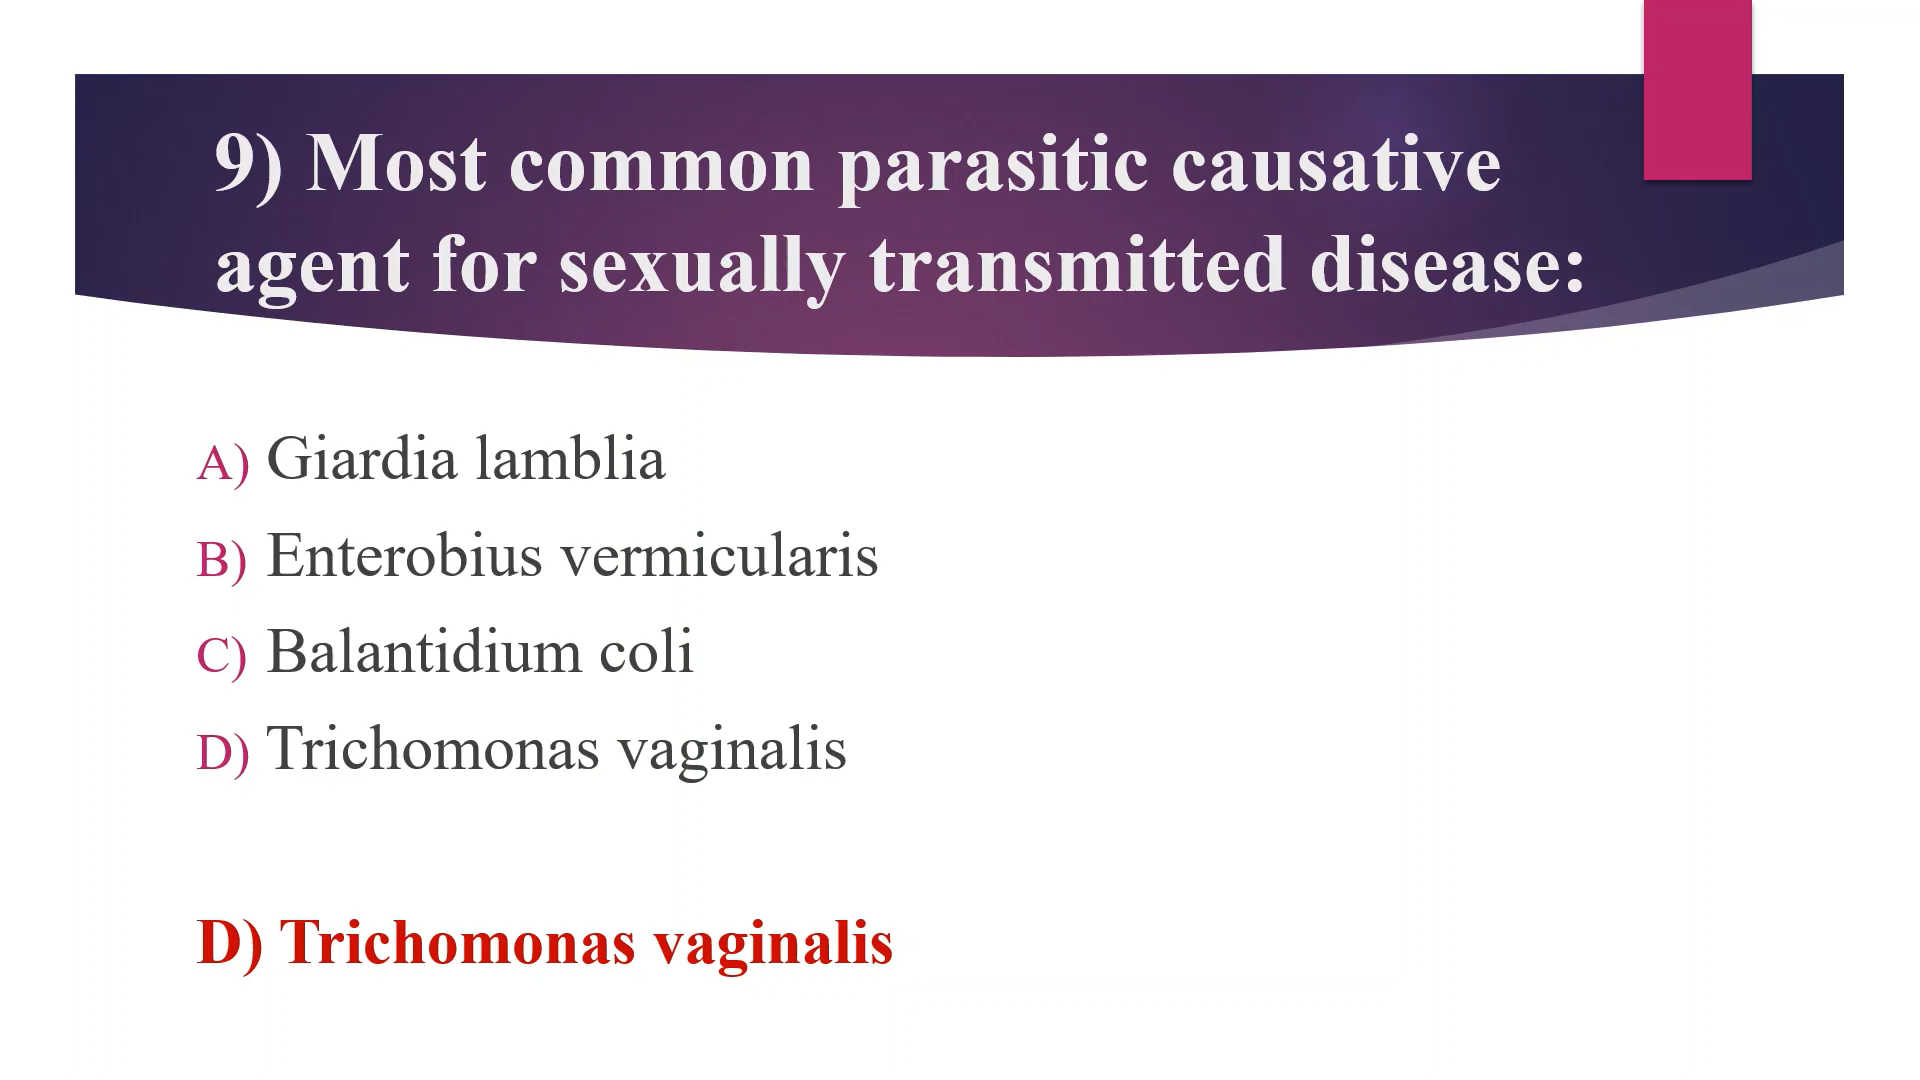 9) Most common parasitic causative
agent for sexually transmitted disease:
A) Giardia lamblia
B) Enterobius vermicularis
C) Balantidium coli
D) Trichomonas vaginalis
D) Trichomonas vaginalis